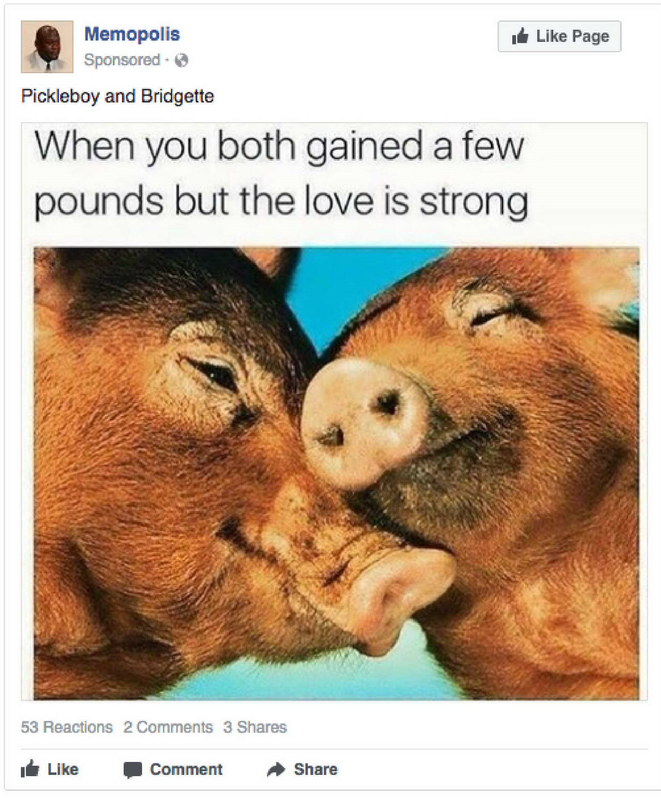 Memopolis
Like Page
Sponsored ·
Pickleboy and Bridgette
When you both gained a few
pounds but the love is strong
53 Reactions 2 Comments 3 Shares
Like Comment Share